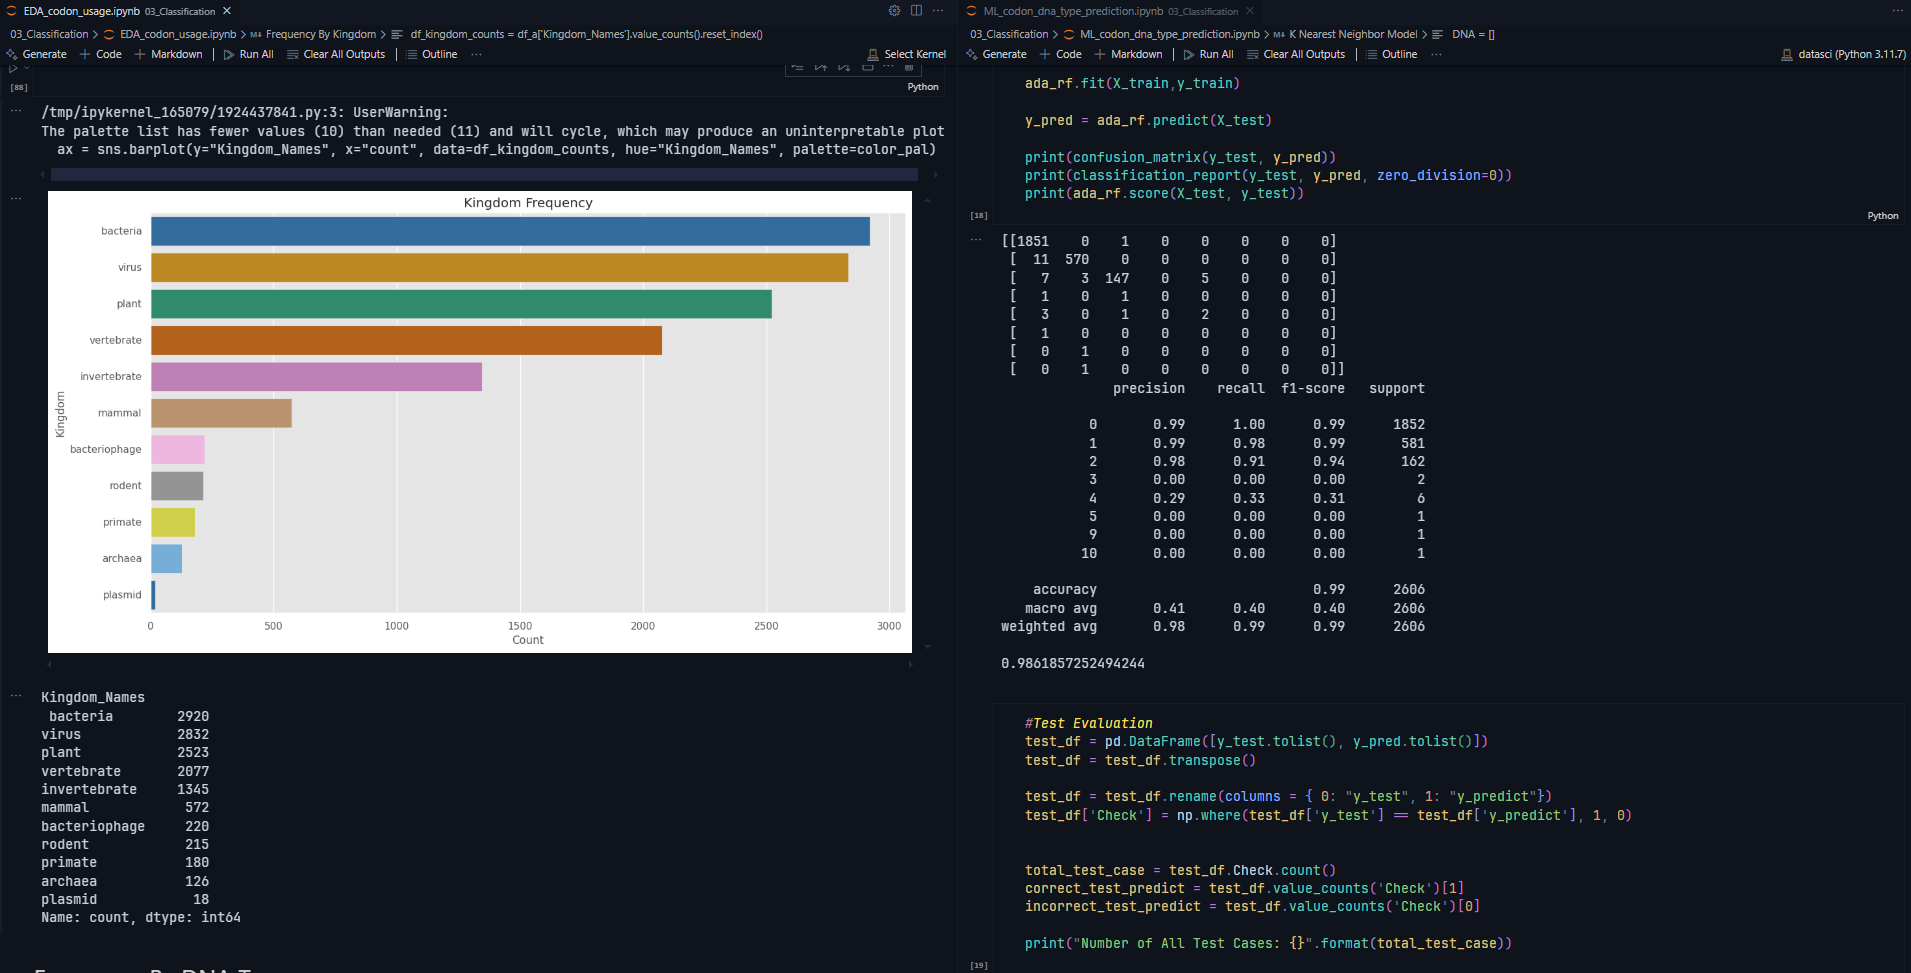 EDA_codon_usage.ipynb 03_Classification
03_Classification > EDA_codon_usage.ipynb > M↓ Frequency By Kingdom > df_kingdom_counts = df_a['Kingdom_Names'].value_counts().reset_index()
Generate + Code + Markdown | Run All Clear All Outputs | Outline ... Select Kernel
[88]
Python
/tmp/ipykernel_165079/1924437841.py:3: UserWarning:
The palette list has fewer values (10) than needed (11) and will cycle, which may produce an uninterpretable plot
ax = sns.barplot(y="Kingdom_Names", x="count", data=df_kingdom_counts, hue="Kingdom_Names", palette=color_pal)
Kingdom Frequency
bacteria
virus
plant
vertebrate
invertebrate
mammal
bacteriophage
rodent
primate
archaea
plasmid
Kingdom
0 500 1000 1500 2000 2500 3000
Count
Kingdom_Names
bacteria 2920
virus 2832
plant 2523
vertebrate 2077
invertebrate 1345
mammal 572
bacteriophage 220
rodent 215
primate 180
archaea 126
plasmid 18
Name: count, dtype: int64
ML_codon_dna_type_prediction.ipynb 03_Classification
03_Classification > ML_codon_dna_type_prediction.ipynb > M↓ K Nearest Neighbor Model > DNA = []
Generate + Code + Markdown | Run All Clear All Outputs | Outline ... datasci (Python 3.11.7)
ada_rf.fit(X_train,y_train)
y_pred = ada_rf.predict(X_test)
print(confusion_matrix(y_test, y_pred))
print(classification_report(y_test, y_pred, zero_division=0))
print(ada_rf.score(X_test, y_test))
[18]
Python
[[1851 0 1 0 0 0 0 0]
[ 11 570 0 0 0 0 0 0]
[ 7 3 147 0 5 0 0 0]
[ 1 0 1 0 0 0 0 0]
[ 3 0 1 0 2 0 0 0]
[ 1 0 0 0 0 0 0 0]
[ 0 1 0 0 0 0 0 0]
[ 0 1 0 0 0 0 0 0]]
precision recall f1-score support
0 0.99 1.00 0.99 1852
1 0.99 0.98 0.99 581
2 0.98 0.91 0.94 162
3 0.00 0.00 0.00 2
4 0.29 0.33 0.31 6
5 0.00 0.00 0.00 1
9 0.00 0.00 0.00 1
10 0.00 0.00 0.00 1
accuracy 0.99 2606
macro avg 0.41 0.40 0.40 2606
weighted avg 0.98 0.99 0.99 2606
0.9861857252494244
#Test Evaluation
test_df = pd.DataFrame([y_test.tolist(), y_pred.tolist()])
test_df = test_df.transpose()
test_df = test_df.rename(columns = { 0: "y_test", 1: "y_predict"})
test_df['Check'] = np.where(test_df['y_test'] == test_df['y_predict'], 1, 0)
total_test_case = test_df.Check.count()
correct_test_predict = test_df.value_counts('Check')[1]
incorrect_test_predict = test_df.value_counts('Check')[0]
print("Number of All Test Cases: {}".format(total_test_case))
[19]